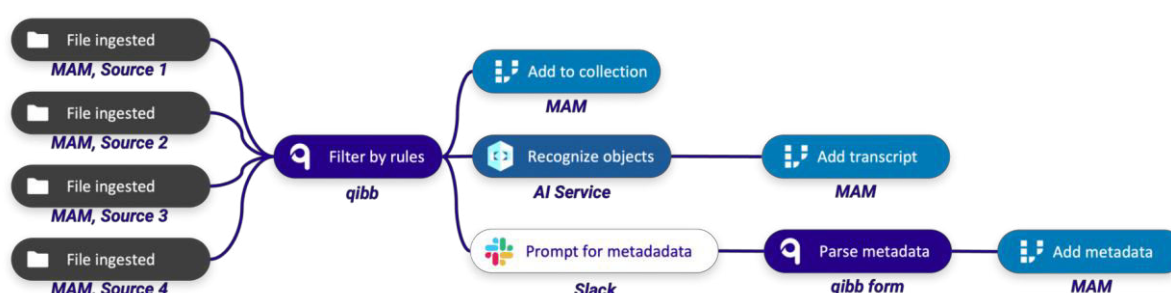 File ingested
MAM, Source 1
File ingested
MAM, Source 2
File ingested
MAM, Source 3
File ingested
MAM, Source 4
Filter by rules
qibb
Add to collection
MAM
Recognize objects
AI Service
Add transcript
MAM
Prompt for metadadata
Slack
Parse metadata
qibb form
Add metadata
MAM